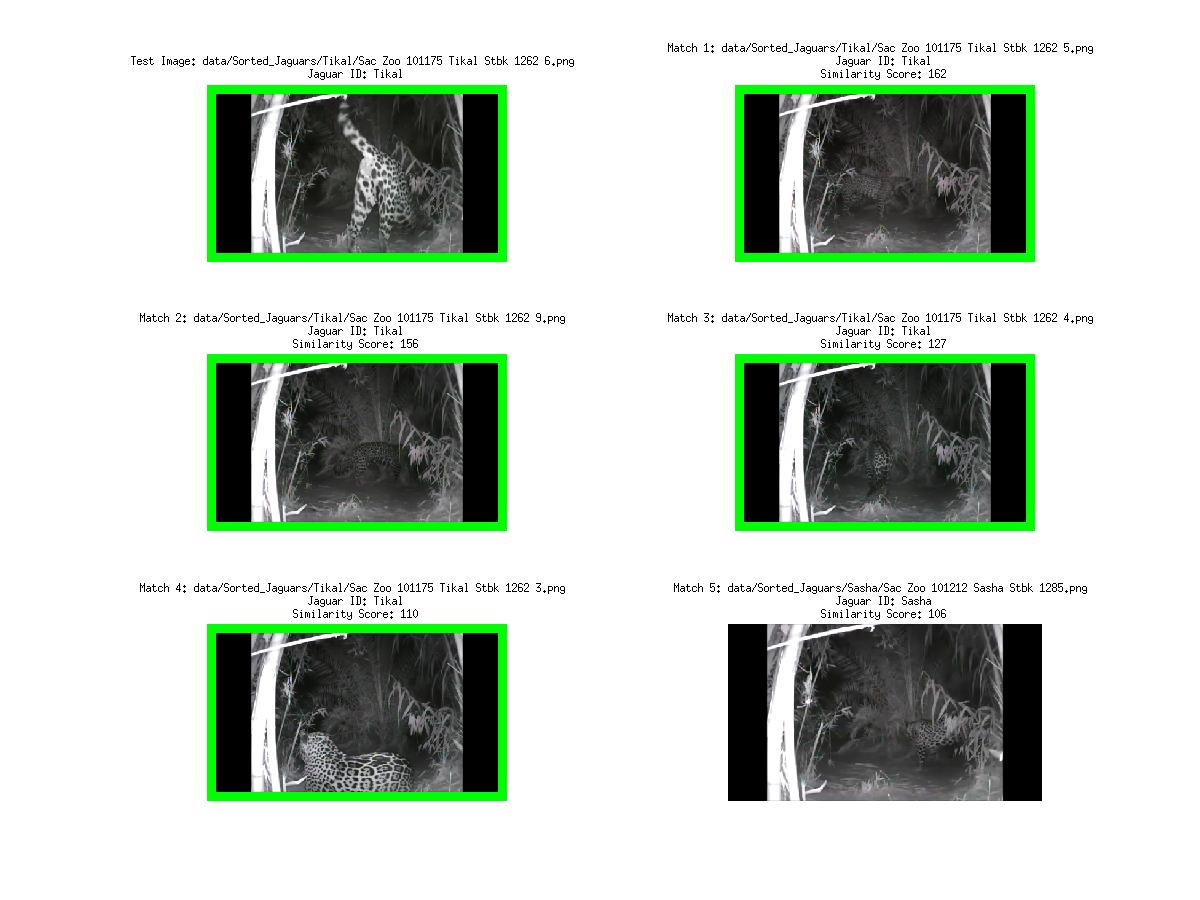 Test Image: data/Sorted_Jaguars/Tikal/Sac Zoo 101175 Tikal Stbk 1262 6.png
Jaguar ID: Tikal
Match 1: data/Sorted_Jaguars/Tikal/Sac Zoo 101175 Tikal Stbk 1262 5.png
Jaguar ID: Tikal
Similarity Score: 162
Match 2: data/Sorted_Jaguars/Tikal/Sac Zoo 101175 Tikal Stbk 1262 9.png
Jaguar ID: Tikal
Similarity Score: 156
Match 3: data/Sorted_Jaguars/Tikal/Sac Zoo 101175 Tikal Stbk 1262 4.png
Jaguar ID: Tikal
Similarity Score: 127
Match 4: data/Sorted_Jaguars/Tikal/Sac Zoo 101175 Tikal Stbk 1262 3.png
Jaguar ID: Tikal
Similarity Score: 110
Match 5: data/Sorted_Jaguars/Sasha/Sac Zoo 101212 Sasha Stbk 1285.png
Jaguar ID: Sasha
Similarity Score: 106